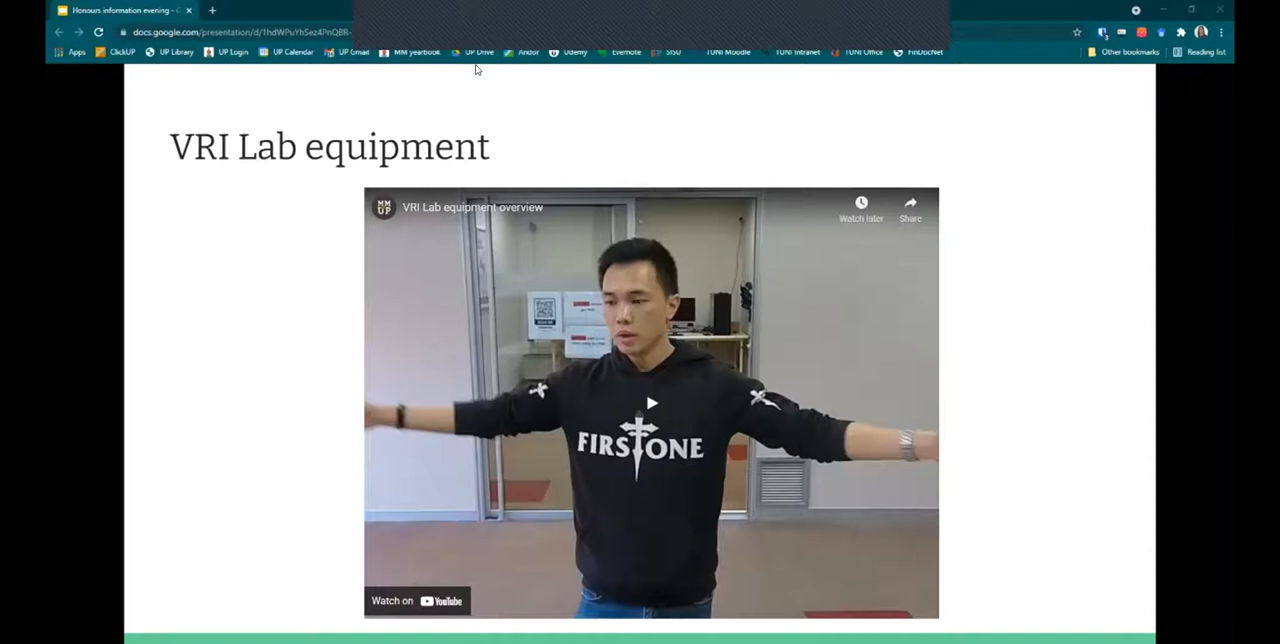 Honours information evening - G
docs.google.com/presentation/d/1hdWPuYhSez4PnQBR-
Apps ClickUP UP Library UP Login UP Calendar UP Gmail MM yearbook UP Drive Andor Udemy Evernote SISU TUNI Moodle TUNI Intranet TUNI Office FinDocNet Other bookmarks Reading list
VRI Lab equipment
MM
UP
VRI Lab equipment overview
Watch later
Share
FIRSTONE
Watch on YouTube